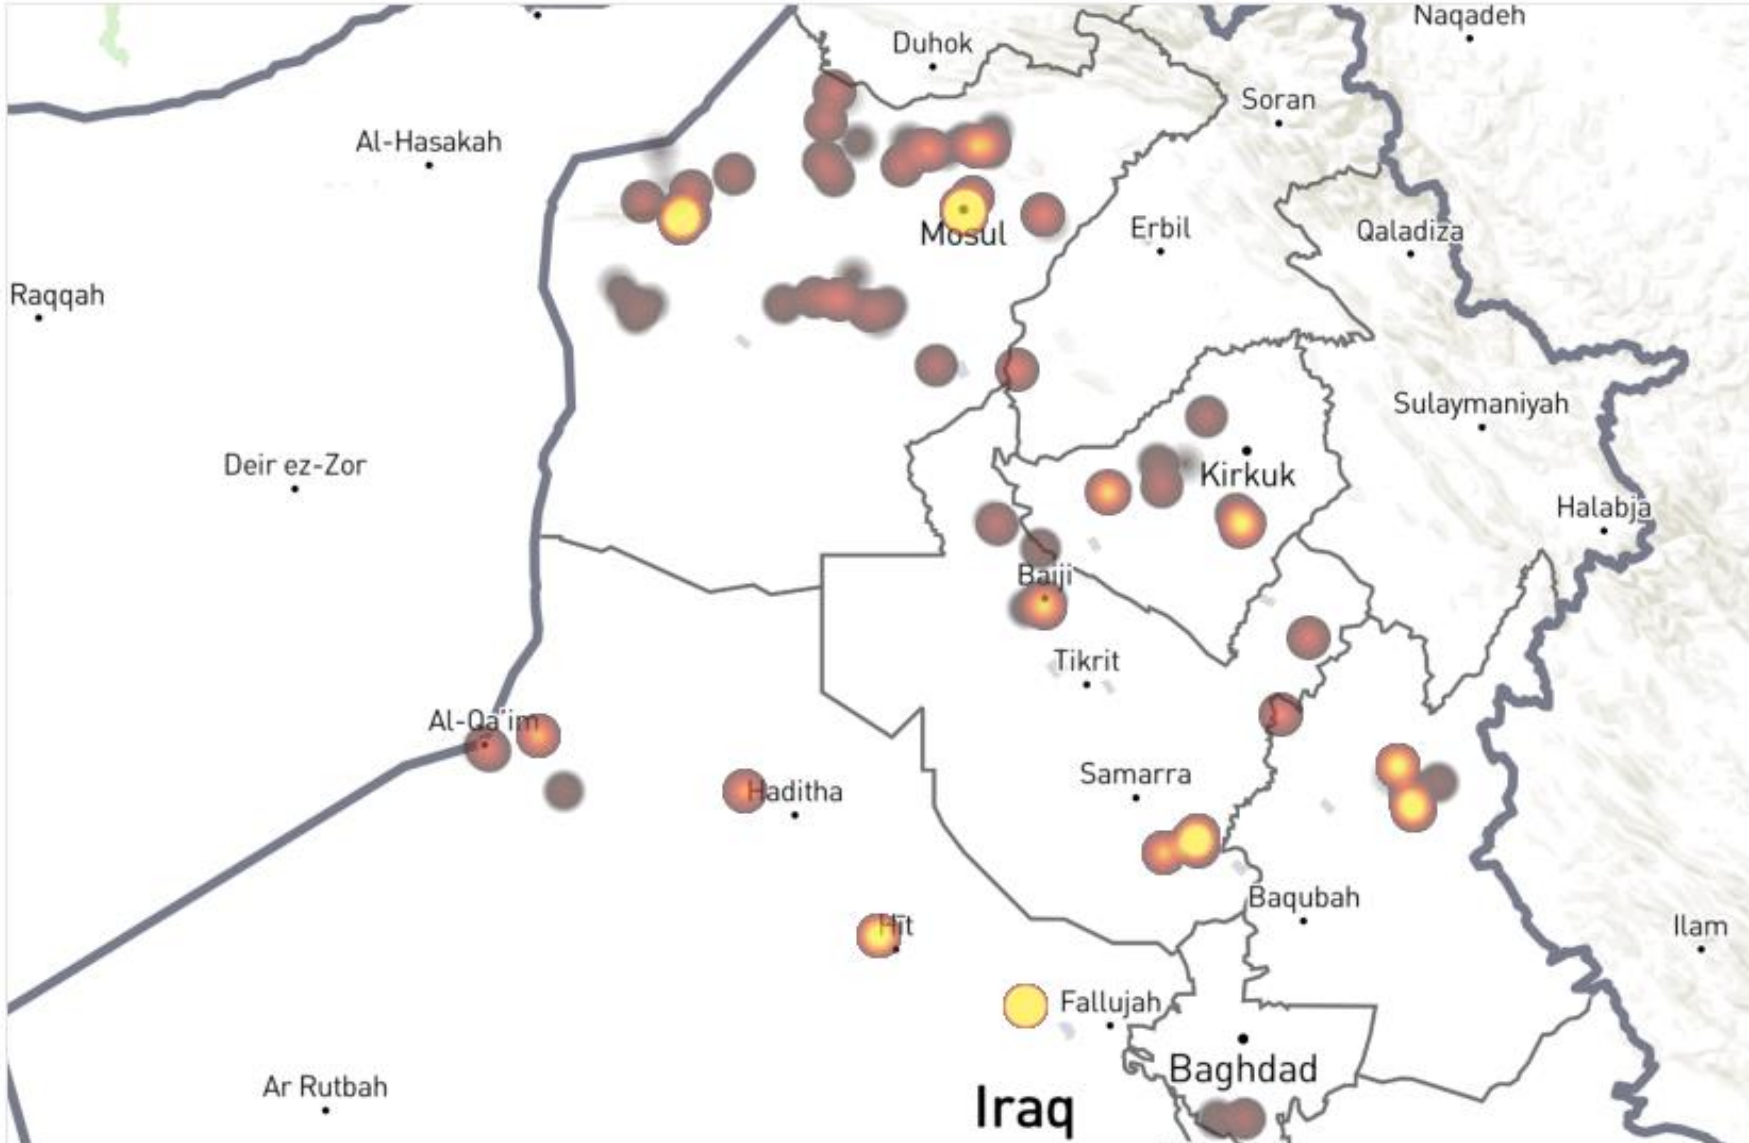 Naqadeh
Duhok
Soran
Al-Hasakah
Mosul
Erbil
Qaladiza
Raqqah
Sulaymaniyah
Deir ez-Zor
Kirkuk
Halabja
Baiji
Tikrit
Al-Qa'im
Samarra
Haditha
Baqubah
Hit
Ilam
Fallujah
Baghdad
Ar Rutbah
Iraq